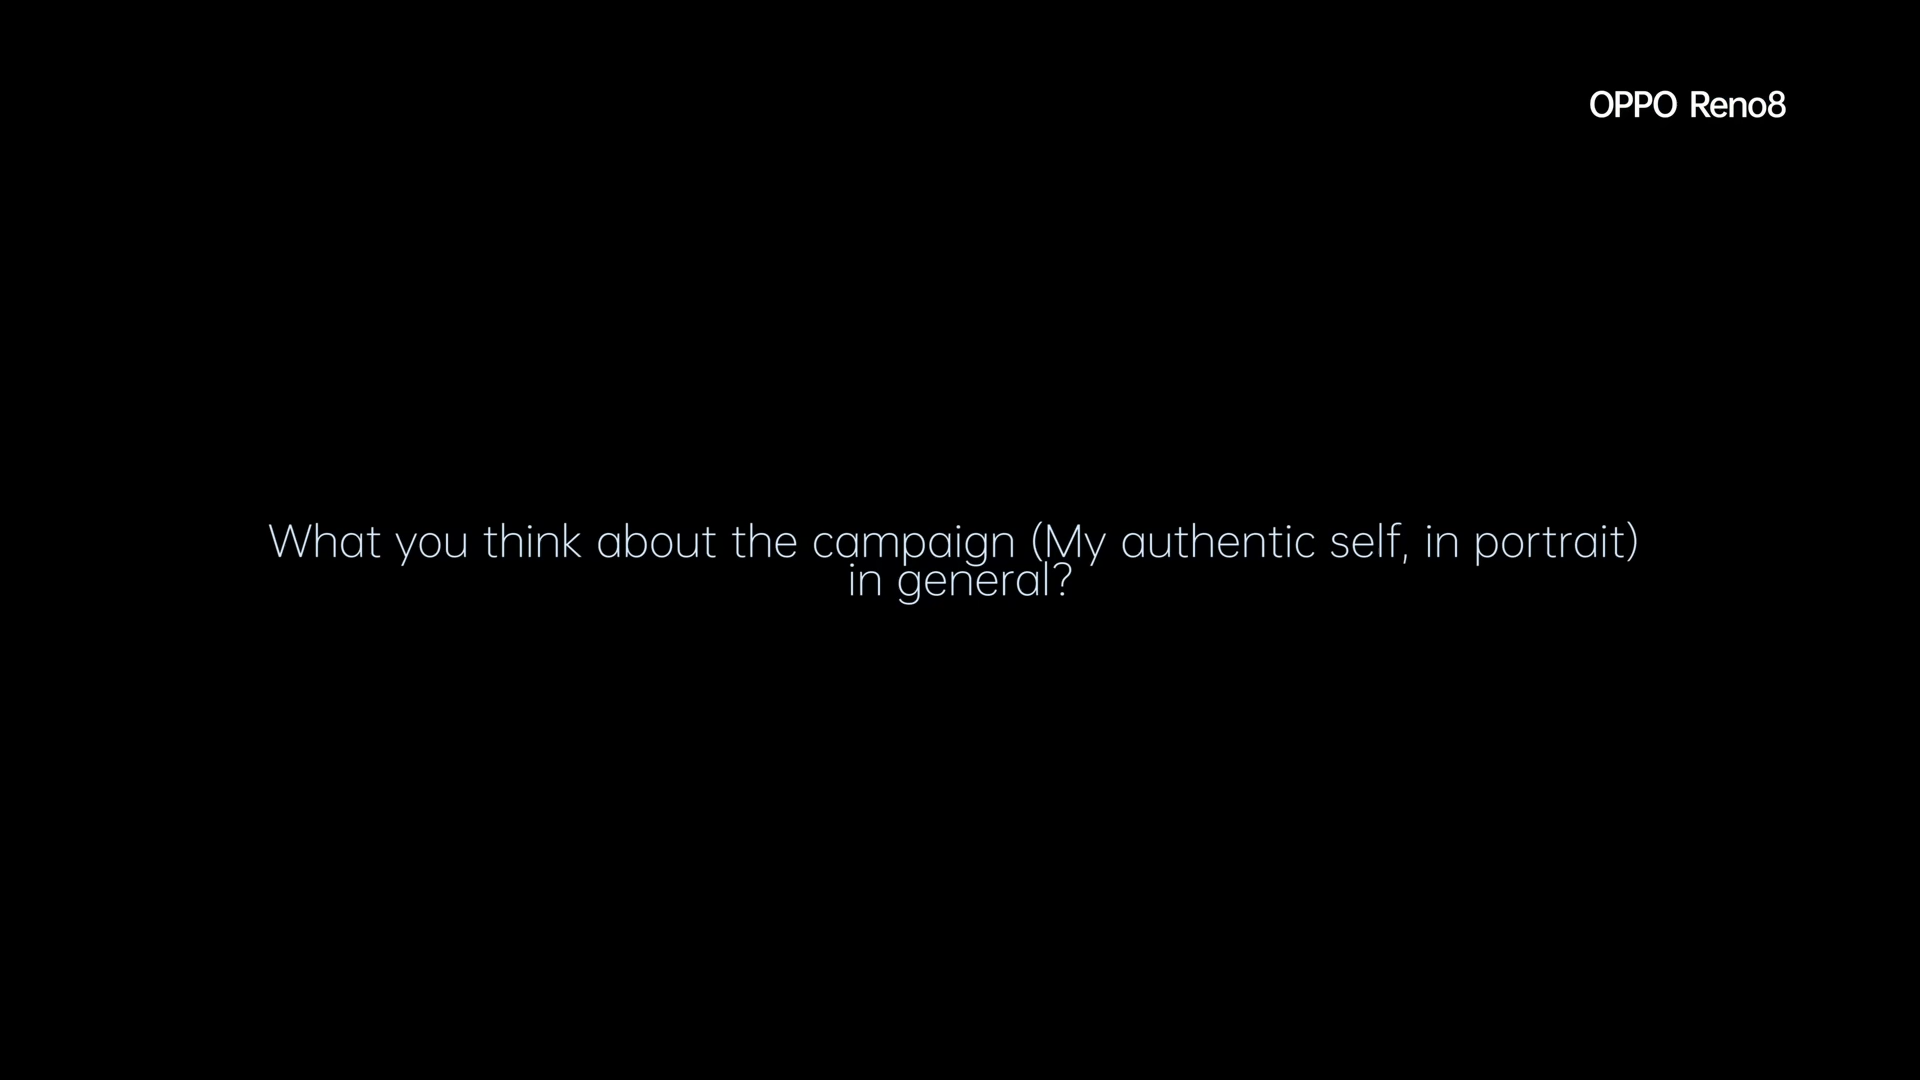 OPPO Reno8
What you think about the campaign (My authentic self, in portrait)
in general?